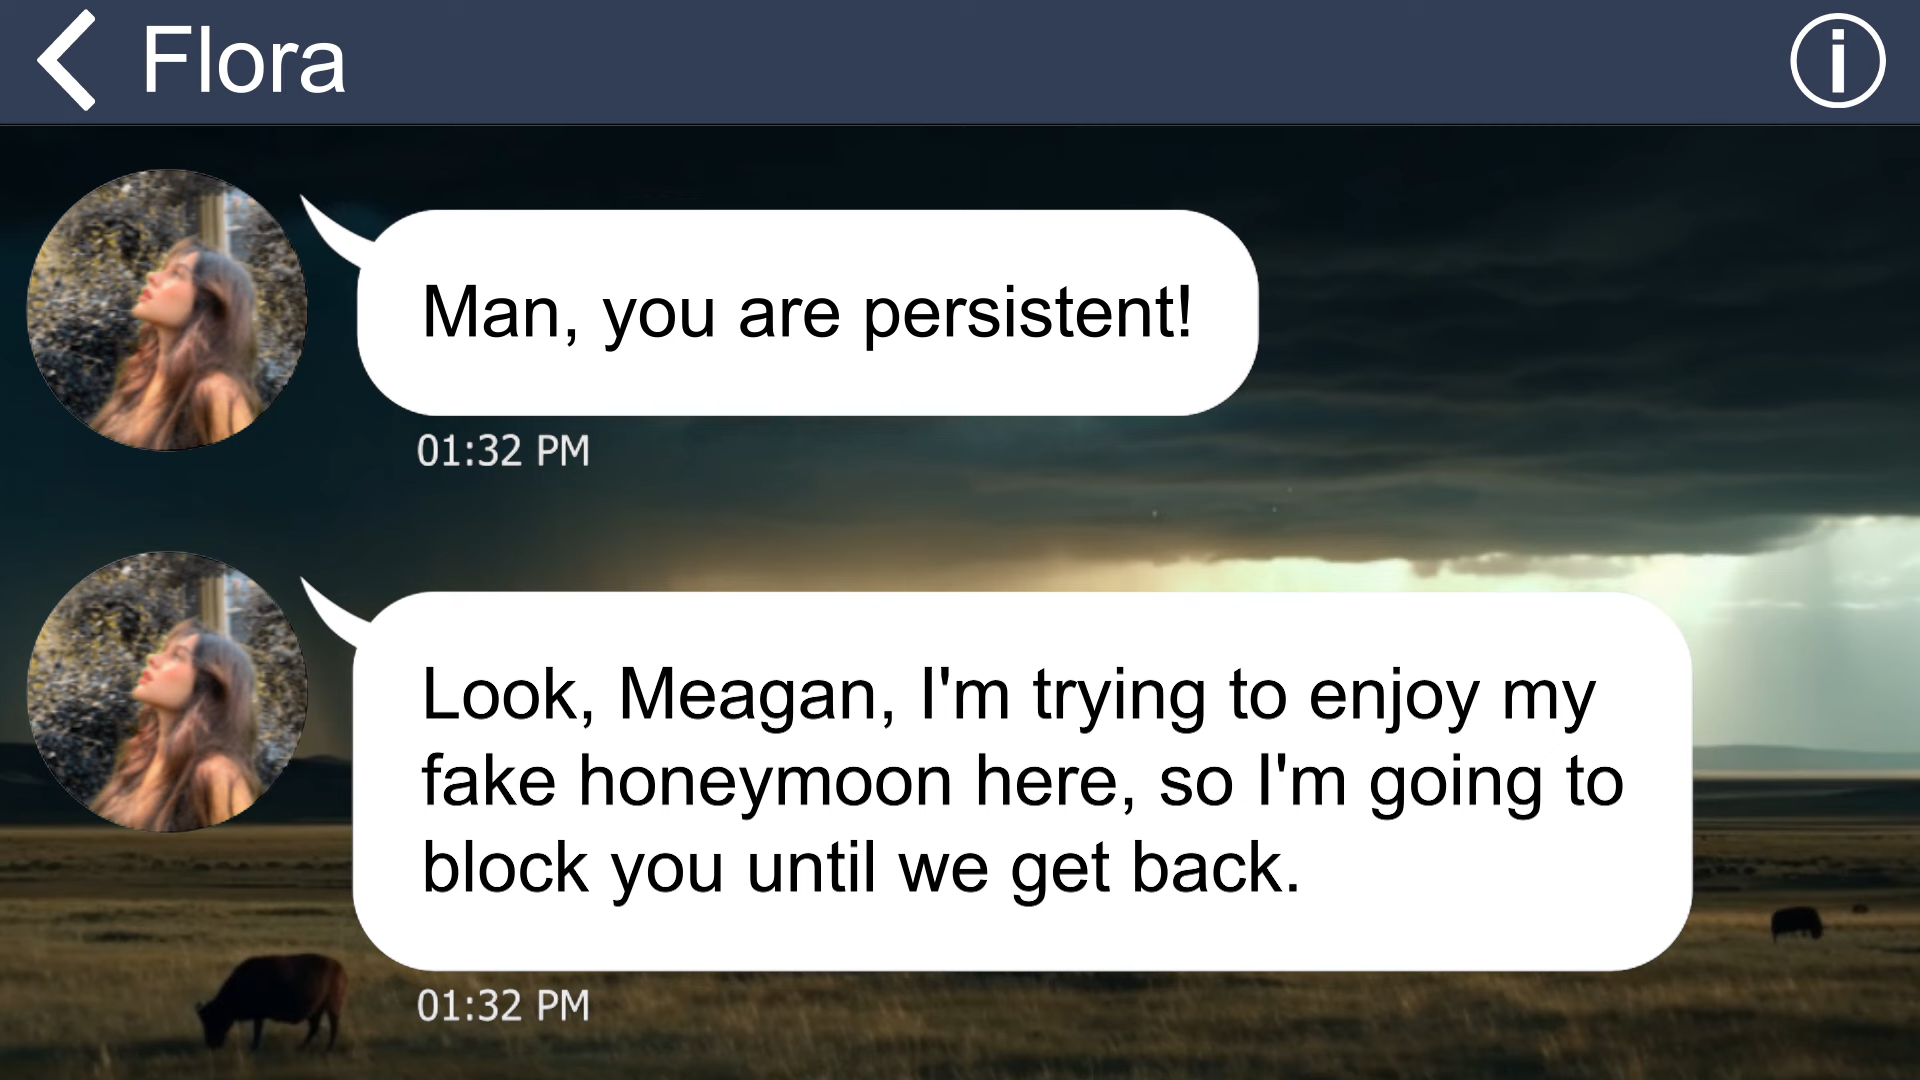 Flora
Man, you are persistent!
01:32 PM
Look, Meagan, I'm trying to enjoy my
fake honeymoon here, so I'm going to
block you until we get back.
01:32 PM